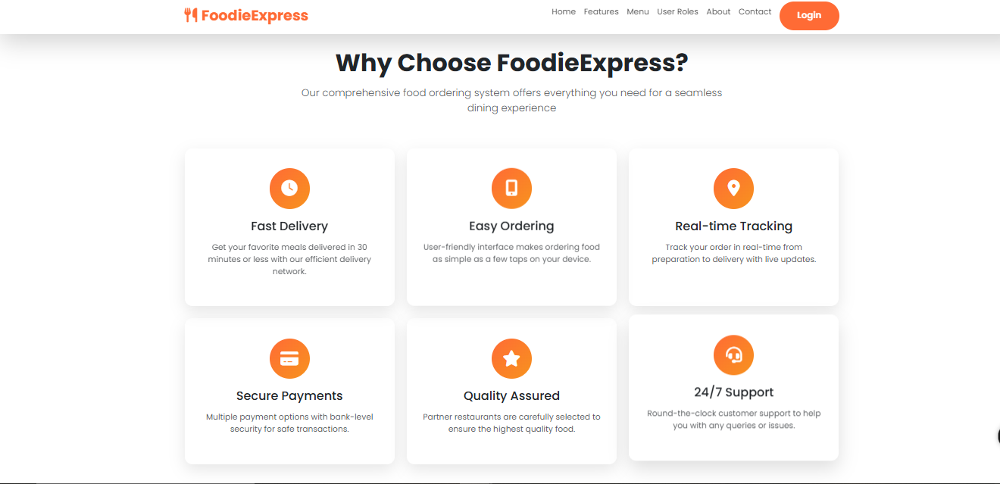 FoodieExpress
Home Features Menu User Roles About Contact Login
Why Choose FoodieExpress?
Our comprehensive food ordering system offers everything you need for a seamless
dining experience
Fast Delivery
Get your favorite meals delivered in 30
minutes or less with our efficient delivery
network.
Easy Ordering
User-friendly interface makes ordering food
as simple as a few taps on your device.
Real-time Tracking
Track your order in real-time from
preparation to delivery with live updates.
Secure Payments
Multiple payment options with bank-level
security for safe transactions.
Quality Assured
Partner restaurants are carefully selected to
ensure the highest quality food.
24/7 Support
Round-the-clock customer support to help
you with any queries or issues.